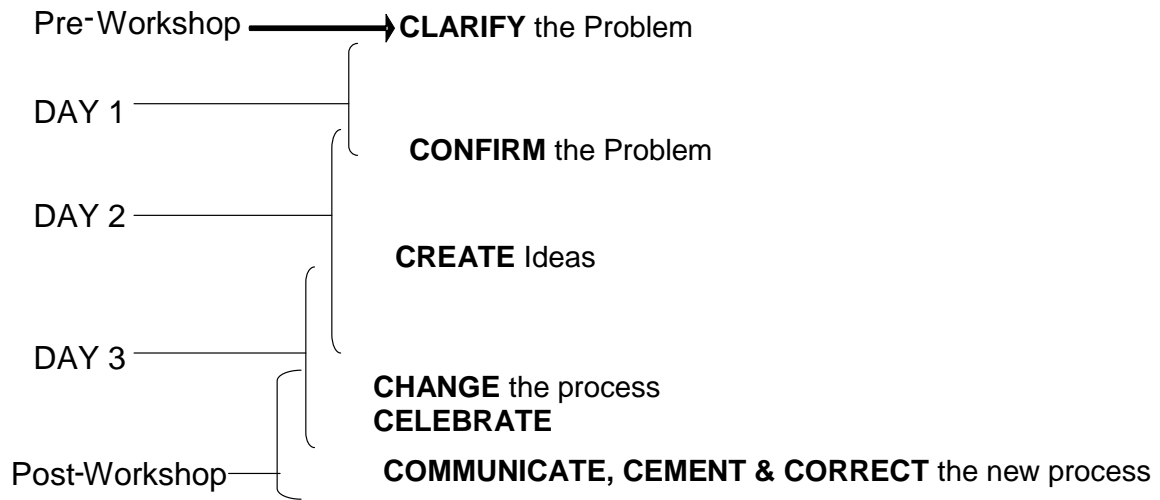 Pre-Workshop CLARIFY the Problem
DAY 1
CONFIRM the Problem
DAY 2
CREATE Ideas
DAY 3
CHANGE the process
CELEBRATE
Post-Workshop COMMUNICATE, CEMENT & CORRECT the new process